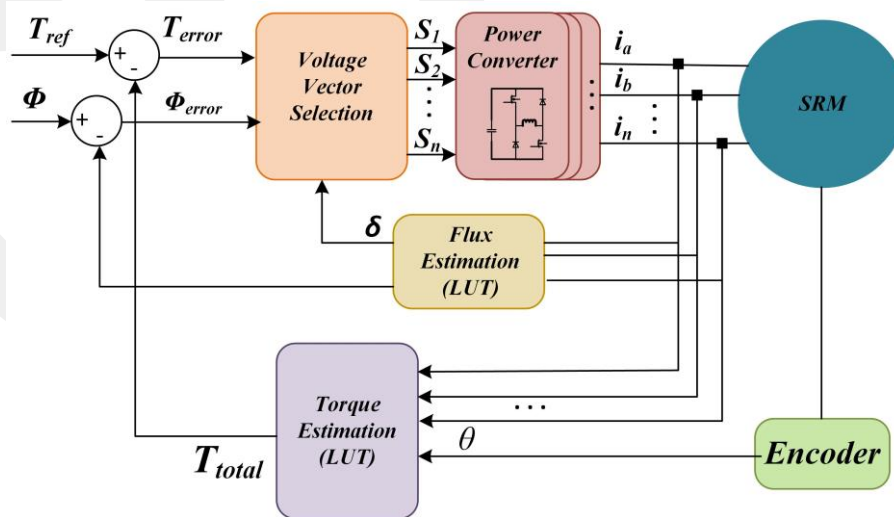 T_ref
T_error
+
-
Φ
Φ_error
+
-
Voltage
Vector
Selection
S_1
S_2
⋮
S_n
Power
Converter
i_a
i_b
⋮
i_n
⋮
SRM
δ
Flux
Estimation
(LUT)
Torque
Estimation
(LUT)
...
θ
T_total
Encoder